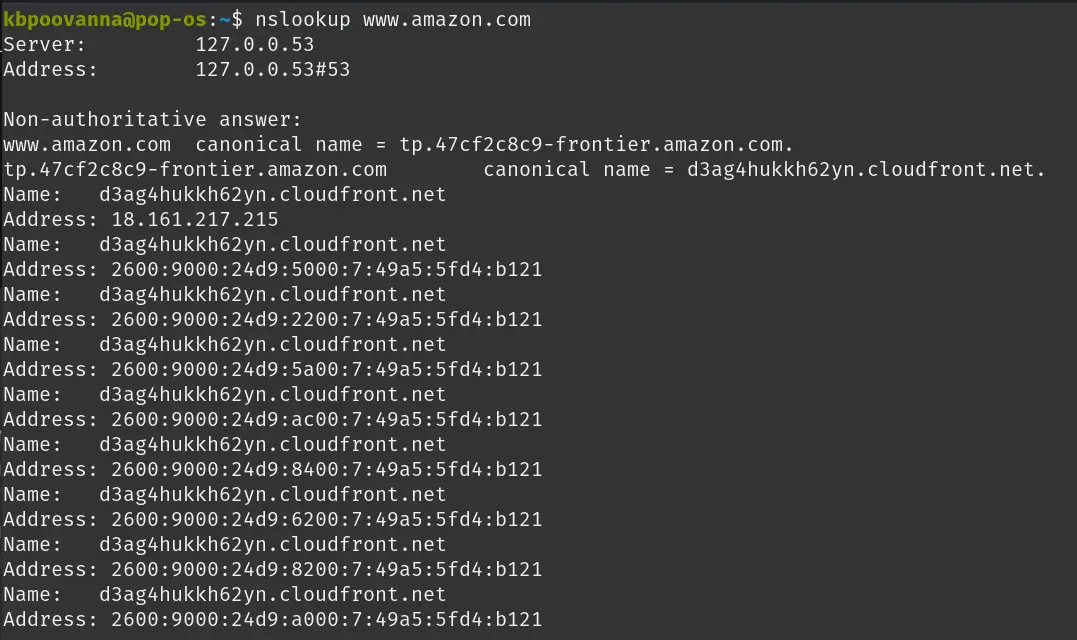 kbpoovanna@pop-os:~$ nslookup www.amazon.com
Server:         127.0.0.53
Address:        127.0.0.53#53

Non-authoritative answer:
www.amazon.com  canonical name = tp.47cf2c8c9-frontier.amazon.com.
tp.47cf2c8c9-frontier.amazon.com        canonical name = d3ag4hukkh62yn.cloudfront.net.
Name:   d3ag4hukkh62yn.cloudfront.net
Address: 18.161.217.215
Name:   d3ag4hukkh62yn.cloudfront.net
Address: 2600:9000:24d9:5000:7:49a5:5fd4:b121
Name:   d3ag4hukkh62yn.cloudfront.net
Address: 2600:9000:24d9:2200:7:49a5:5fd4:b121
Name:   d3ag4hukkh62yn.cloudfront.net
Address: 2600:9000:24d9:5a00:7:49a5:5fd4:b121
Name:   d3ag4hukkh62yn.cloudfront.net
Address: 2600:9000:24d9:ac00:7:49a5:5fd4:b121
Name:   d3ag4hukkh62yn.cloudfront.net
Address: 2600:9000:24d9:8400:7:49a5:5fd4:b121
Name:   d3ag4hukkh62yn.cloudfront.net
Address: 2600:9000:24d9:6200:7:49a5:5fd4:b121
Name:   d3ag4hukkh62yn.cloudfront.net
Address: 2600:9000:24d9:8200:7:49a5:5fd4:b121
Name:   d3ag4hukkh62yn.cloudfront.net
Address: 2600:9000:24d9:a000:7:49a5:5fd4:b121